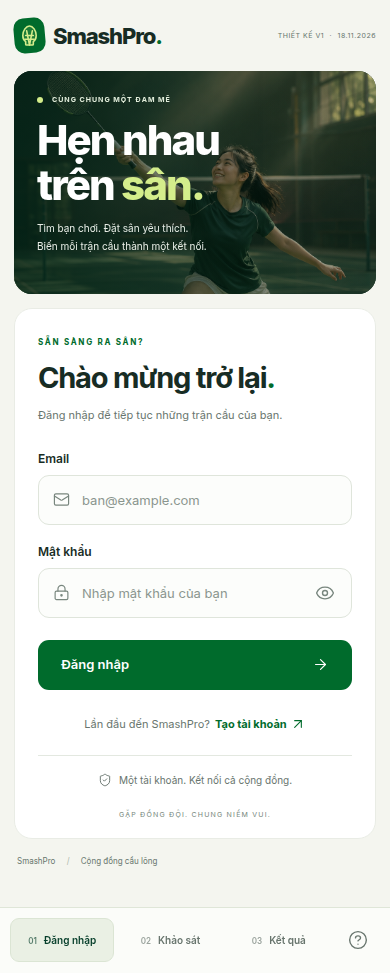 SmashPro.
THIẾT KẾ V1 · 18.11.2026
CÙNG CHUNG MỘT ĐAM MÊ
Hẹn nhau
trên sân.
Tìm bạn chơi. Đặt sân yêu thích.
Biến mỗi trận cầu thành một kết nối.
SẴN SÀNG RA SÂN?
Chào mừng trở lại.
Đăng nhập để tiếp tục những trận cầu của bạn.
Email
ban@example.com
Mật khẩu
Nhập mật khẩu của bạn
Đăng nhập
Lần đầu đến SmashPro? Tạo tài khoản
Một tài khoản. Kết nối cả cộng đồng.
GẶP ĐỒNG ĐỘI. CHUNG NIỀM VUI.
SmashPro / Cộng đồng cầu lông
01 Đăng nhập 02 Khảo sát 03 Kết quả